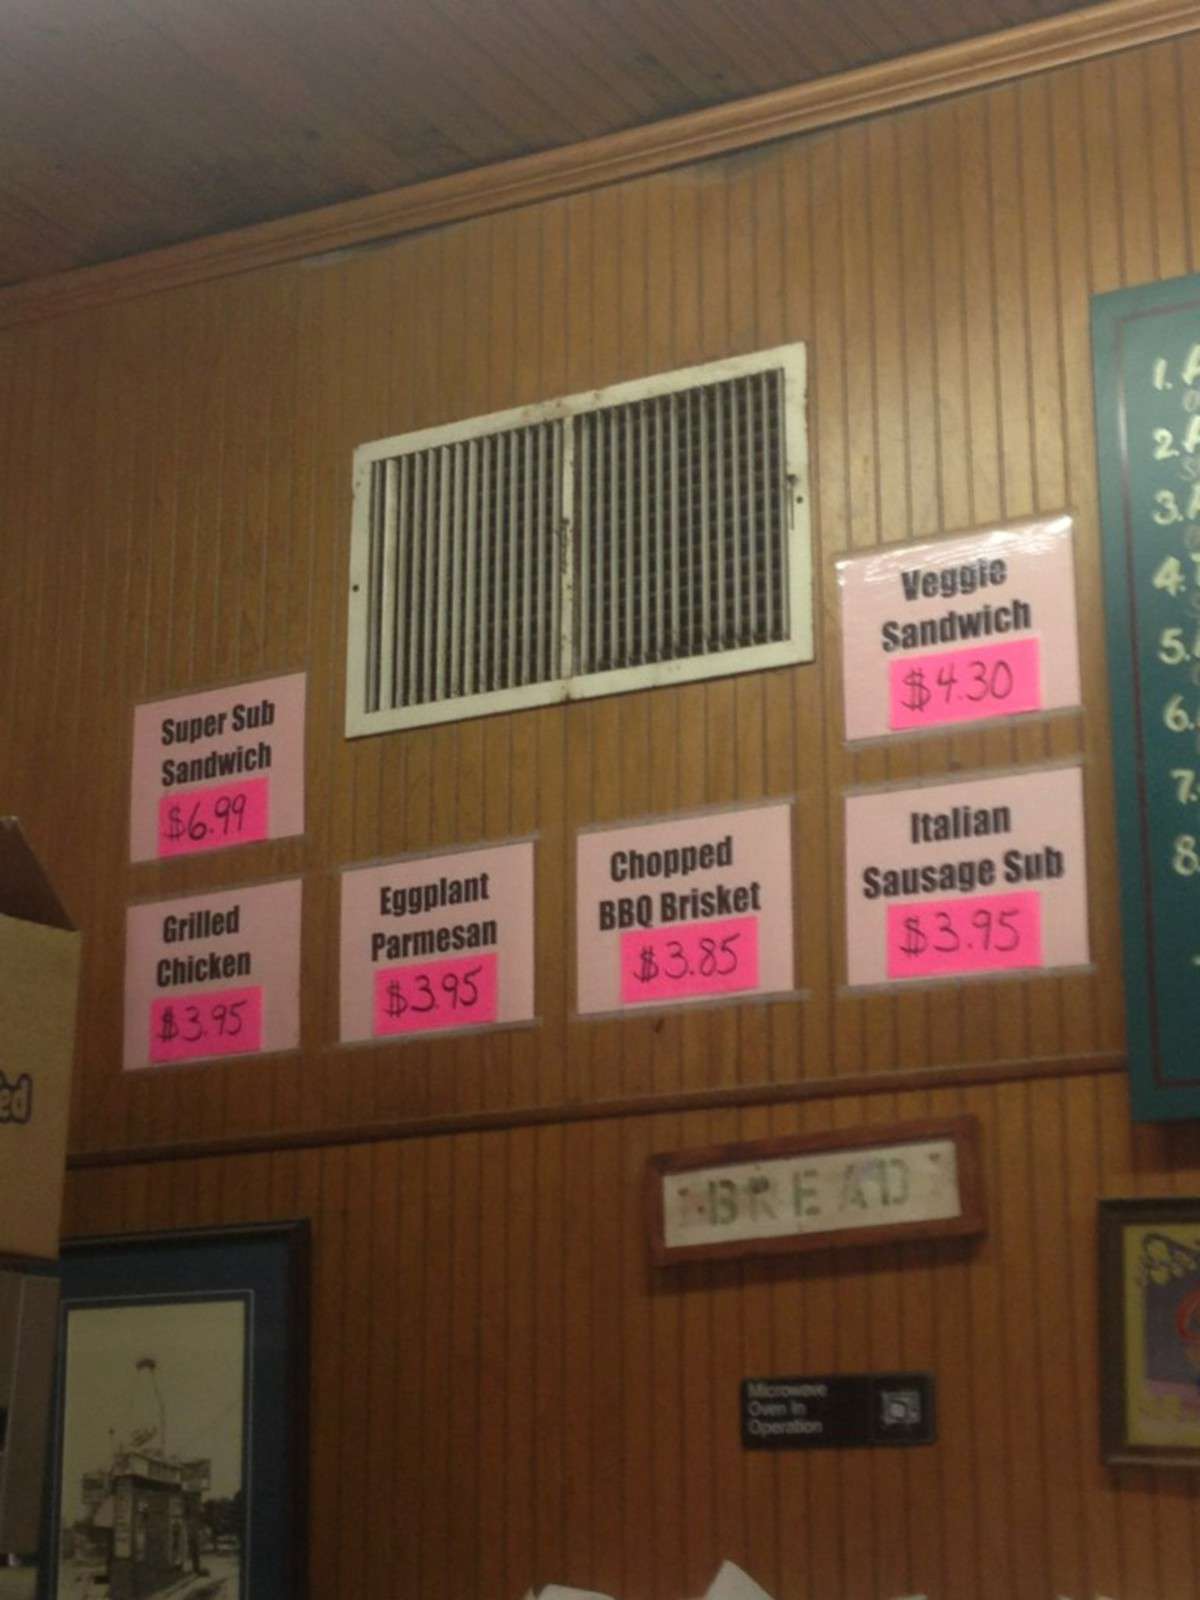 Veggie
Sandwich
$4.30
Super Sub
Sandwich
$6.99
Grilled
Chicken
$3.95
Eggplant
Parmesan
$3.95
Chopped
BBQ Brisket
$3.85
Italian
Sausage Sub
$3.95
1.
2.
3.
4.
5.
6.
7.
8.
ed
BREAD
Microwave
Oven In
Operation